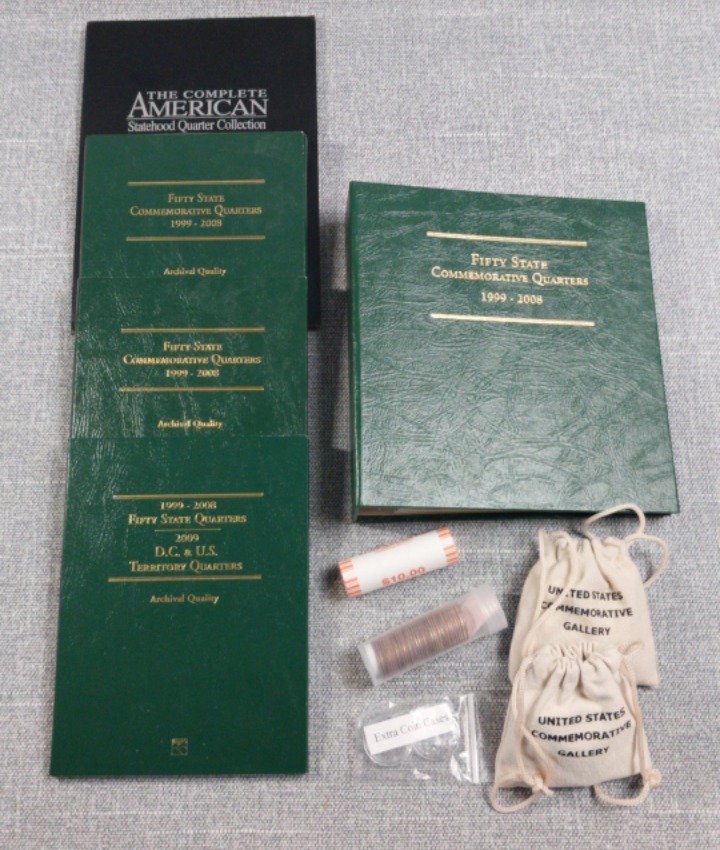 THE COMPLETE
AMERICAN
Statehood Quarter Collection
FIFTY STATE
COMMEMORATIVE QUARTERS
1999 - 2008
Archival Quality
FIFTY STATE
COMMEMORATIVE QUARTERS
1999 - 2008
Archival Quality
1999 - 2008
FIFTY STATE QUARTERS
2009
D.C. & U.S.
TERRITORY QUARTERS
Archival Quality
FIFTY STATE
COMMEMORATIVE QUARTERS
1999 - 2008
$10.00
Extra Coin Cases
UNITED STATES
COMMEMORATIVE
GALLERY
UNITED STATES
COMMEMORATIVE
GALLERY